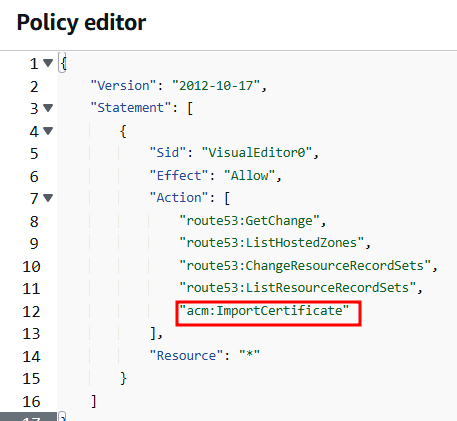 Policy editor
1 {
2 "Version": "2012-10-17",
3 "Statement": [
4 {
5 "Sid": "VisualEditor0",
6 "Effect": "Allow",
7 "Action": [
8 "route53:GetChange",
9 "route53:ListHostedZones",
10 "route53:ChangeResourceRecordSets",
11 "route53:ListResourceRecordSets",
12 "acm:ImportCertificate"
13 ],
14 "Resource": "*"
15 }
16 ]
17 }